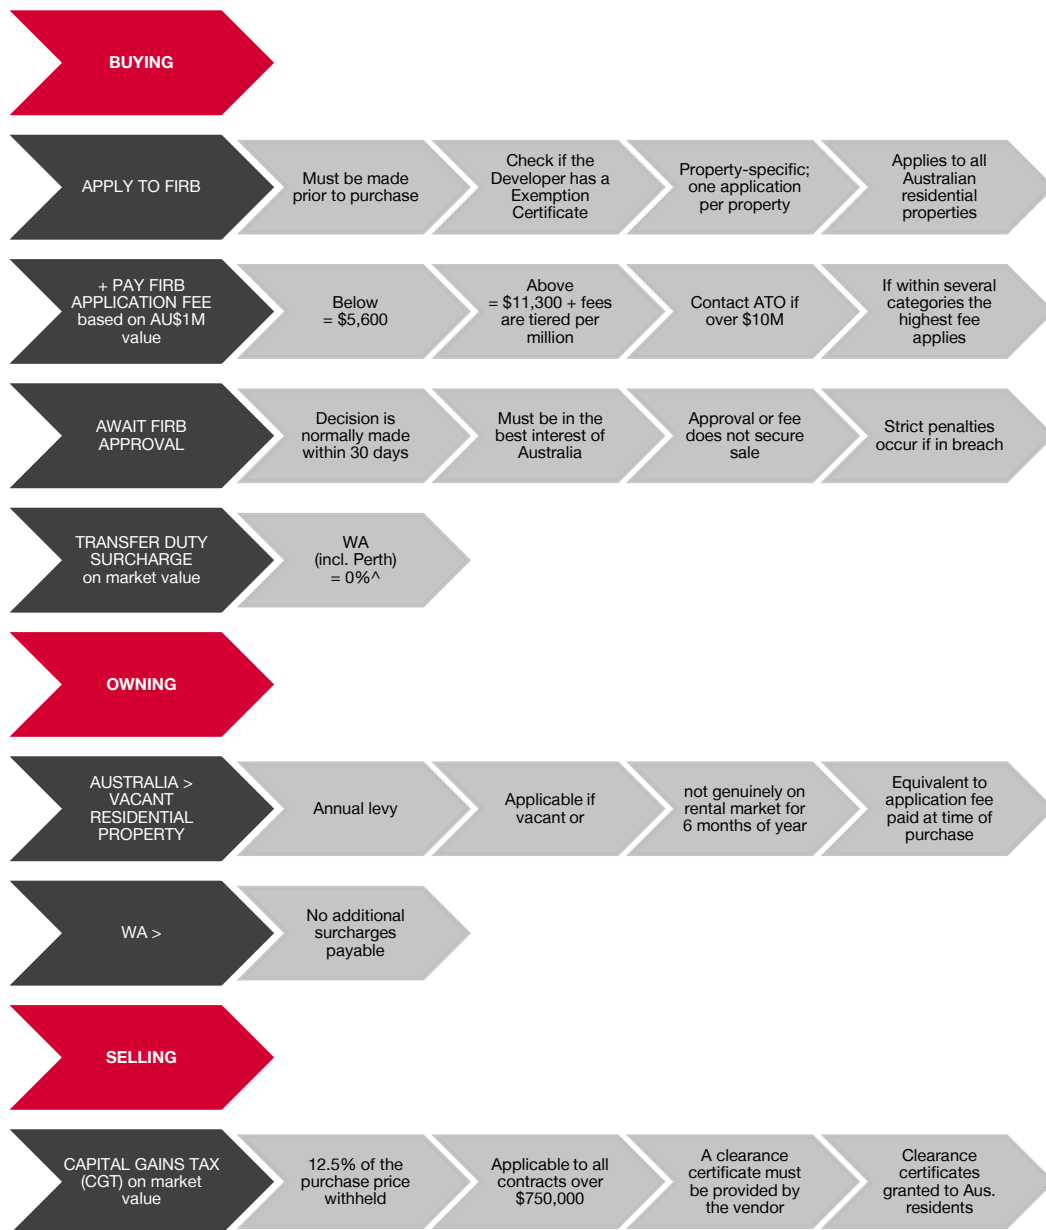 BUYING
APPLY TO FIRB
Must be made
prior to purchase
Check if the
Developer has a
Exemption
Certificate
Property-specific;
one application
per property
Applies to all
Australian
residential
properties
+ PAY FIRB
APPLICATION FEE
based on AU$1M
value
Below
= $5,600
Above
= $11,300 + fees
are tiered per
million
Contact ATO if
over $10M
If within several
categories the
highest fee
applies
AWAIT FIRB
APPROVAL
Decision is
normally made
within 30 days
Must be in the
best interest of
Australia
Approval or fee
does not secure
sale
Strict penalties
occur if in breach
TRANSFER DUTY
SURCHARGE
on market value
WA
(incl. Perth)
= 0%^
OWNING
AUSTRALIA >
VACANT
RESIDENTIAL
PROPERTY
Annual levy
Applicable if
vacant or
not genuinely on
rental market for
6 months of year
Equivalent to
application fee
paid at time of
purchase
WA >
No additional
surcharges
payable
SELLING
CAPITAL GAINS TAX
(CGT) on market
value
12.5% of the
purchase price
withheld
Applicable to all
contracts over
$750,000
A clearance
certificate must
be provided by
the vendor
Clearance
certificates
granted to Aus.
residents